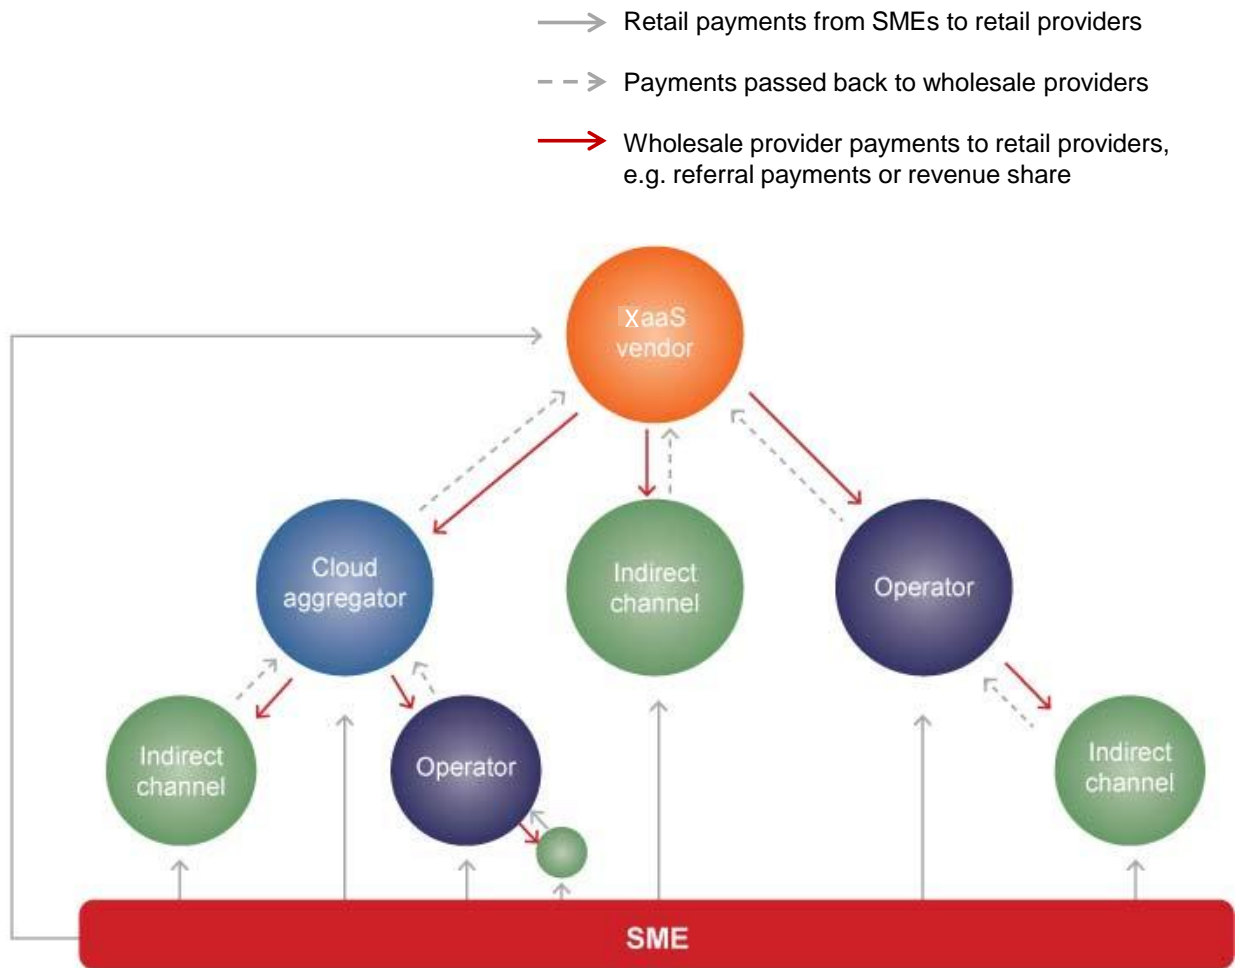 Retail payments from SMEs to retail providers
Payments passed back to wholesale providers
Wholesale provider payments to retail providers,
e.g. referral payments or revenue share
XaaS
vendor
Cloud
aggregator
Indirect
channel
Operator
Indirect
channel
Operator
Indirect
channel
SME